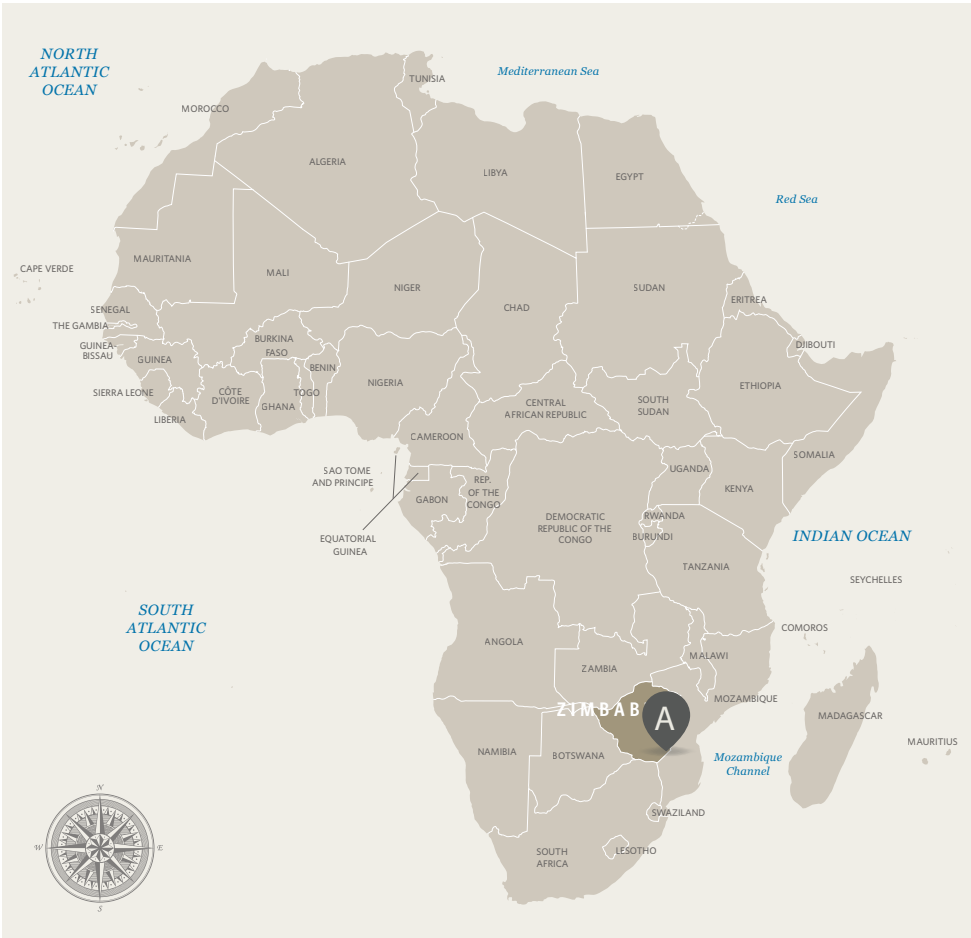 NORTH
ATLANTIC
OCEAN
Mediterranean Sea
TUNISIA
MOROCCO
ALGERIA
LIBYA
EGYPT
Red Sea
MAURITANIA
CAPE VERDE
MALI
NIGER
CHAD
SUDAN
ERITREA
SENEGAL
THE GAMBIA
GUINEA-
BISSAU
GUINEA
BURKINA
FASO
BENIN
DJIBOUTI
SIERRA LEONE
CÔTE
D'IVOIRE
GHANA
TOGO
NIGERIA
CENTRAL
AFRICAN REPUBLIC
SOUTH
SUDAN
ETHIOPIA
LIBERIA
CAMEROON
SOMALIA
SAO TOME
AND PRINCIPE
GABON
REP.
OF THE
CONGO
UGANDA
KENYA
EQUATORIAL
GUINEA
DEMOCRATIC
REPUBLIC OF THE
CONGO
RWANDA
BURUNDI
INDIAN OCEAN
TANZANIA
SEYCHELLES
SOUTH
ATLANTIC
OCEAN
COMOROS
ANGOLA
ZAMBIA
MALAWI
MOZAMBIQUE
ZIMBAB
A
MADAGASCAR
MAURITIUS
NAMIBIA
BOTSWANA
Mozambique
Channel
SWAZILAND
SOUTH
AFRICA
LESOTHO
N
W
E
S